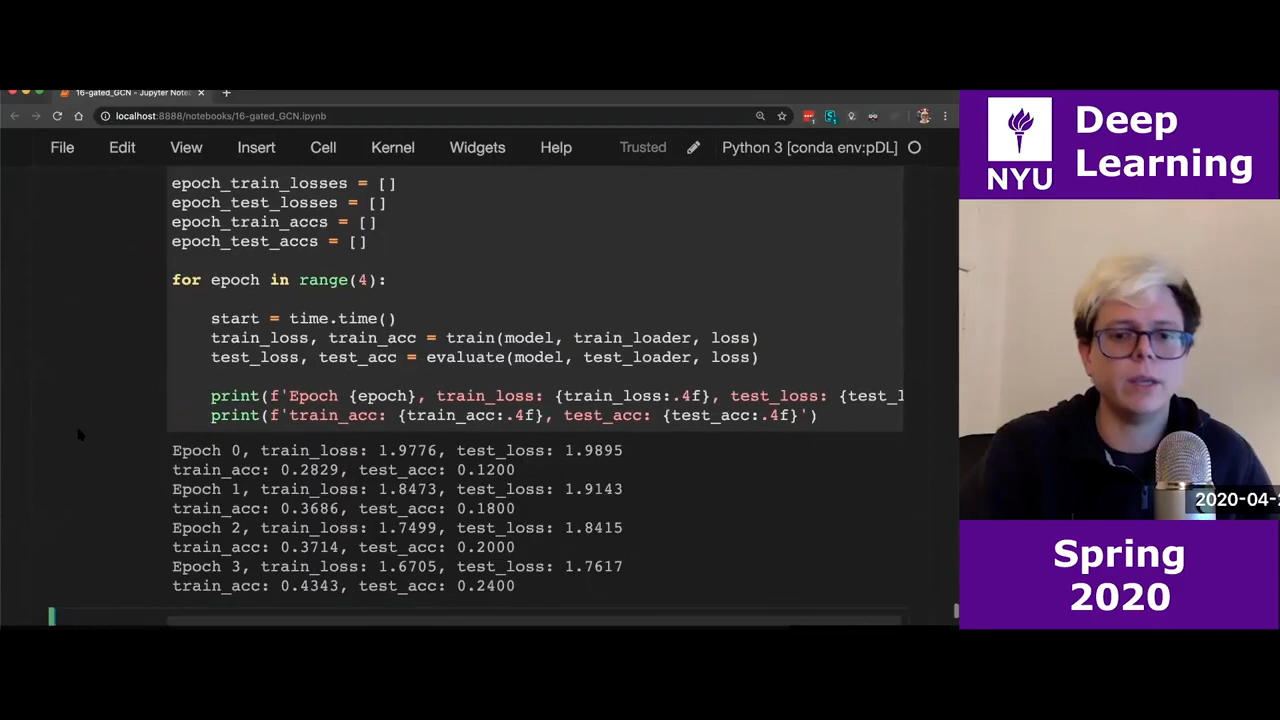 16-gated_GCN - Jupyter Note
localhost:8888/notebooks/16-gated_GCN.ipynb
File Edit View Insert Cell Kernel Widgets Help Trusted Python 3 [conda env:pDL]
epoch_train_losses = []
epoch_test_losses = []
epoch_train_accs = []
epoch_test_accs = []
for epoch in range(4):
start = time.time()
train_loss, train_acc = train(model, train_loader, loss)
test_loss, test_acc = evaluate(model, test_loader, loss)
print(f'Epoch {epoch}, train_loss: {train_loss:.4f}, test_loss: {test_l
print(f'train_acc: {train_acc:.4f}, test_acc: {test_acc:.4f}')
Epoch 0, train_loss: 1.9776, test_loss: 1.9895
train_acc: 0.2829, test_acc: 0.1200
Epoch 1, train_loss: 1.8473, test_loss: 1.9143
train_acc: 0.3686, test_acc: 0.1800
Epoch 2, train_loss: 1.7499, test_loss: 1.8415
train_acc: 0.3714, test_acc: 0.2000
Epoch 3, train_loss: 1.6705, test_loss: 1.7617
train_acc: 0.4343, test_acc: 0.2400
NYU
Deep
Learning
2020-04-2
Spring
2020